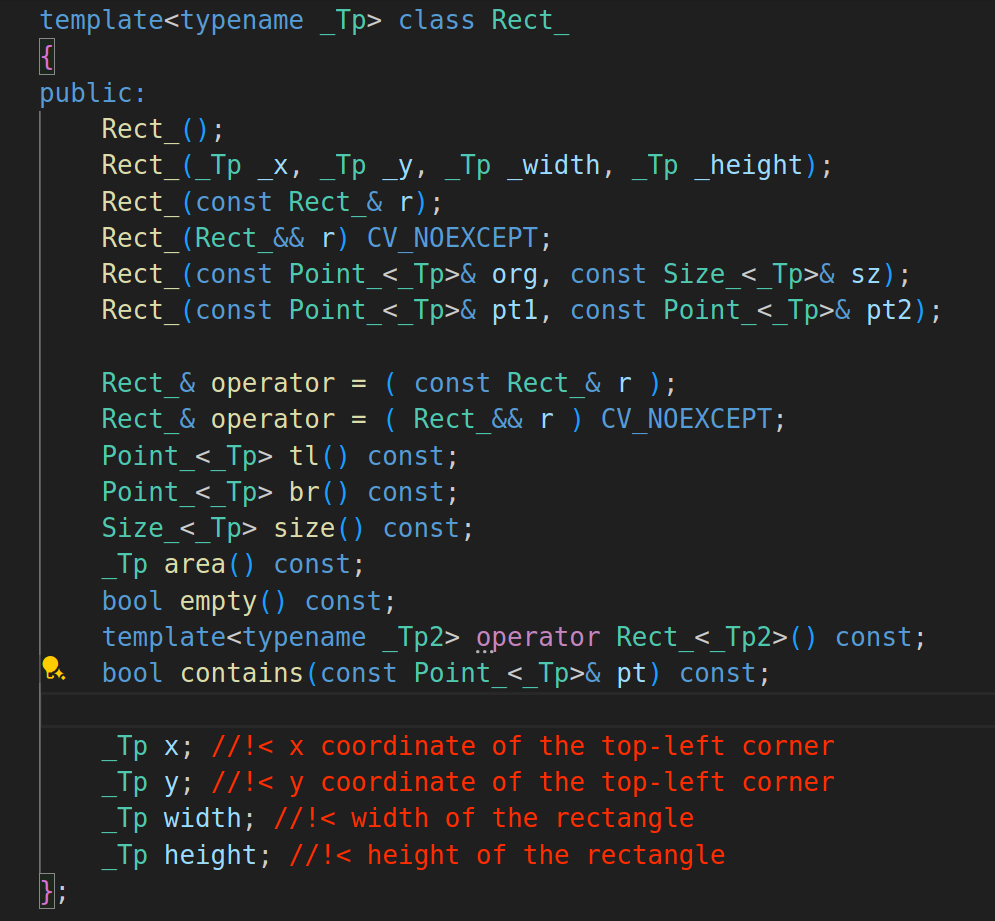 template<typename _Tp> class Rect_
{
public:
    Rect_();
    Rect_(_Tp _x, _Tp _y, _Tp _width, _Tp _height);
    Rect_(const Rect_& r);
    Rect_(Rect_&& r) CV_NOEXCEPT;
    Rect_(const Point_<_Tp>& org, const Size_<_Tp>& sz);
    Rect_(const Point_<_Tp>& pt1, const Point_<_Tp>& pt2);

    Rect_& operator = ( const Rect_& r );
    Rect_& operator = ( Rect_&& r ) CV_NOEXCEPT;
    Point_<_Tp> tl() const;
    Point_<_Tp> br() const;
    Size_<_Tp> size() const;
    _Tp area() const;
    bool empty() const;
    template<typename _Tp2> operator Rect_<_Tp2>() const;
    bool contains(const Point_<_Tp>& pt) const;

    _Tp x; //!< x coordinate of the top-left corner
    _Tp y; //!< y coordinate of the top-left corner
    _Tp width; //!< width of the rectangle
    _Tp height; //!< height of the rectangle
};